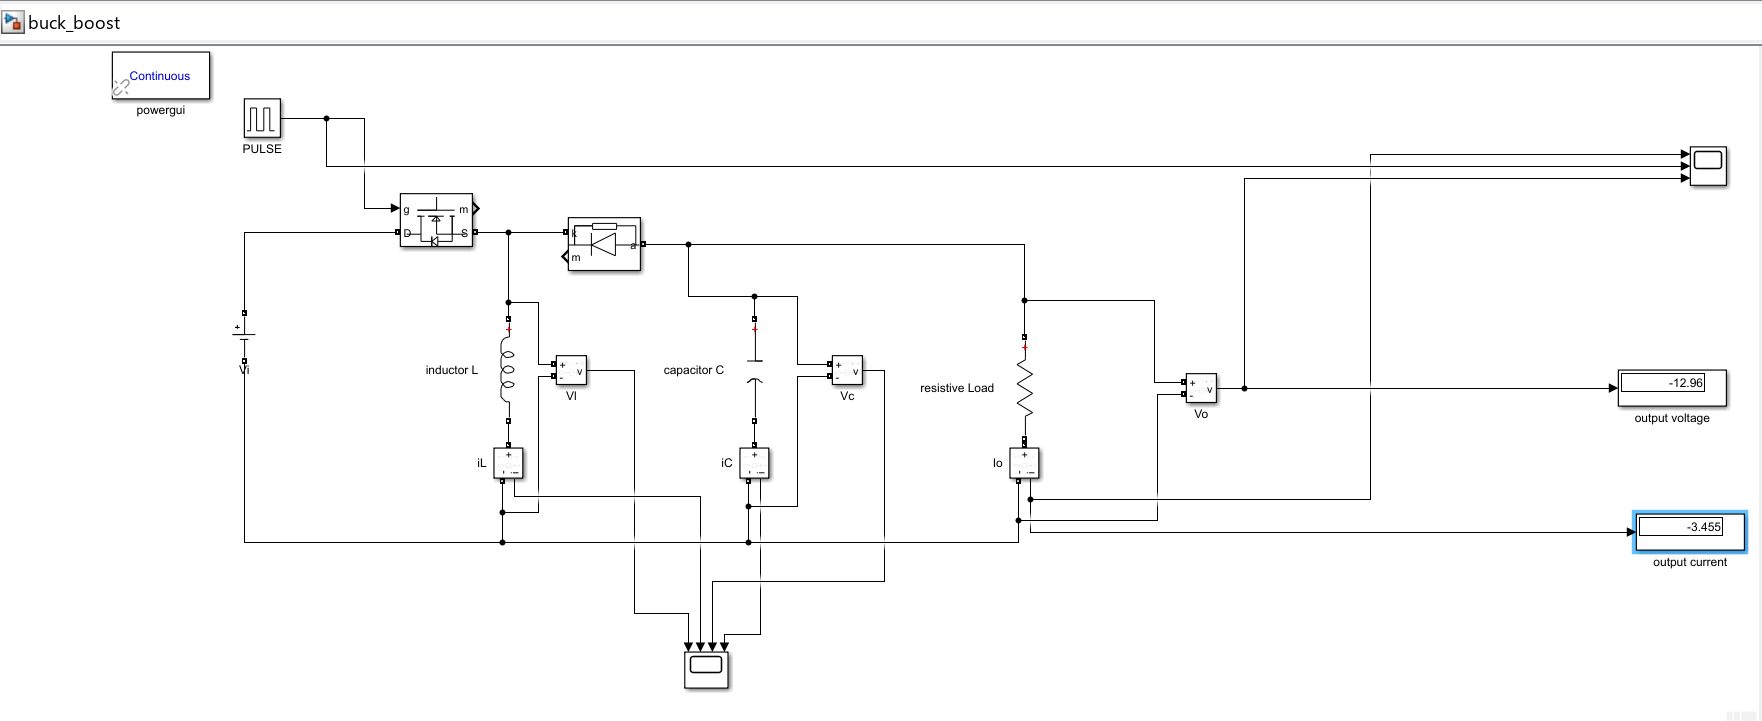 buck_boost
Continuous
powergui
PULSE
g m
D S
k a
m
+
Vi
inductor L
+
+
-
v
Vl
iL
+
-
i
capacitor C
+
+
-
v
Vc
iC
+
-
i
resistive Load
+
+
-
v
Vo
Io
+
-
i
-12.96
output voltage
-3.455
output current